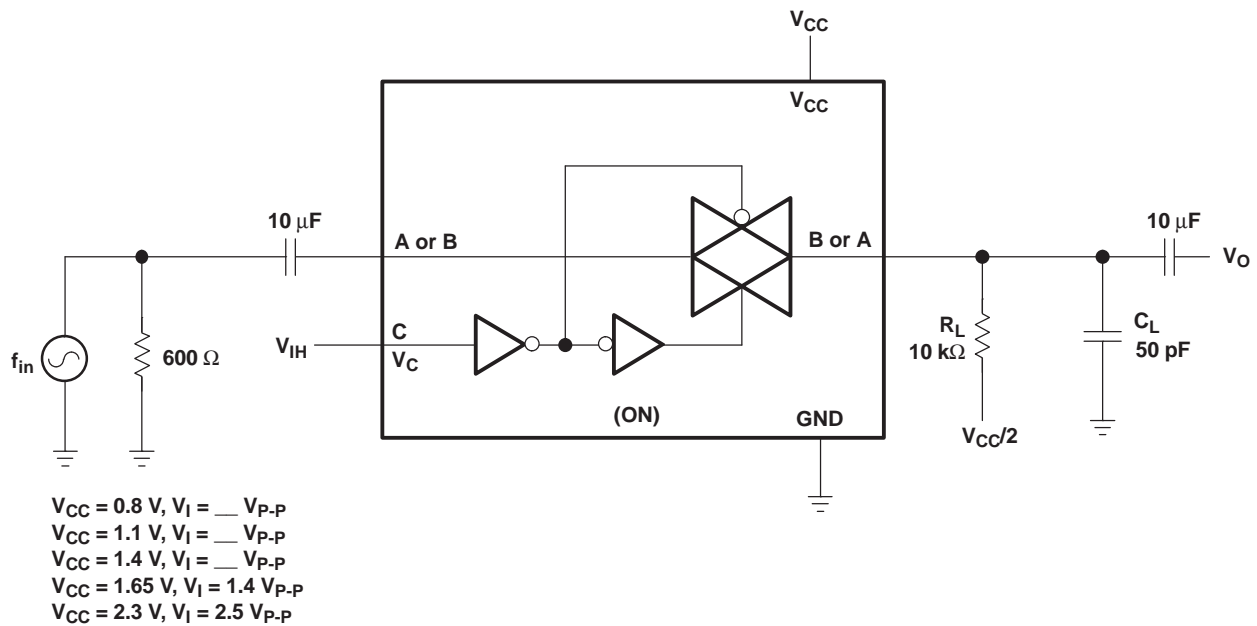 VCC
VCC
10 μF
A or B
B or A
10 μF
VO
fin
600 Ω
VIH
C
VC
RL
10 kΩ
CL
50 pF
(ON)
GND
VCC/2
VCC = 0.8 V, VI = __ VP-P
VCC = 1.1 V, VI = __ VP-P
VCC = 1.4 V, VI = __ VP-P
VCC = 1.65 V, VI = 1.4 VP-P
VCC = 2.3 V, VI = 2.5 VP-P